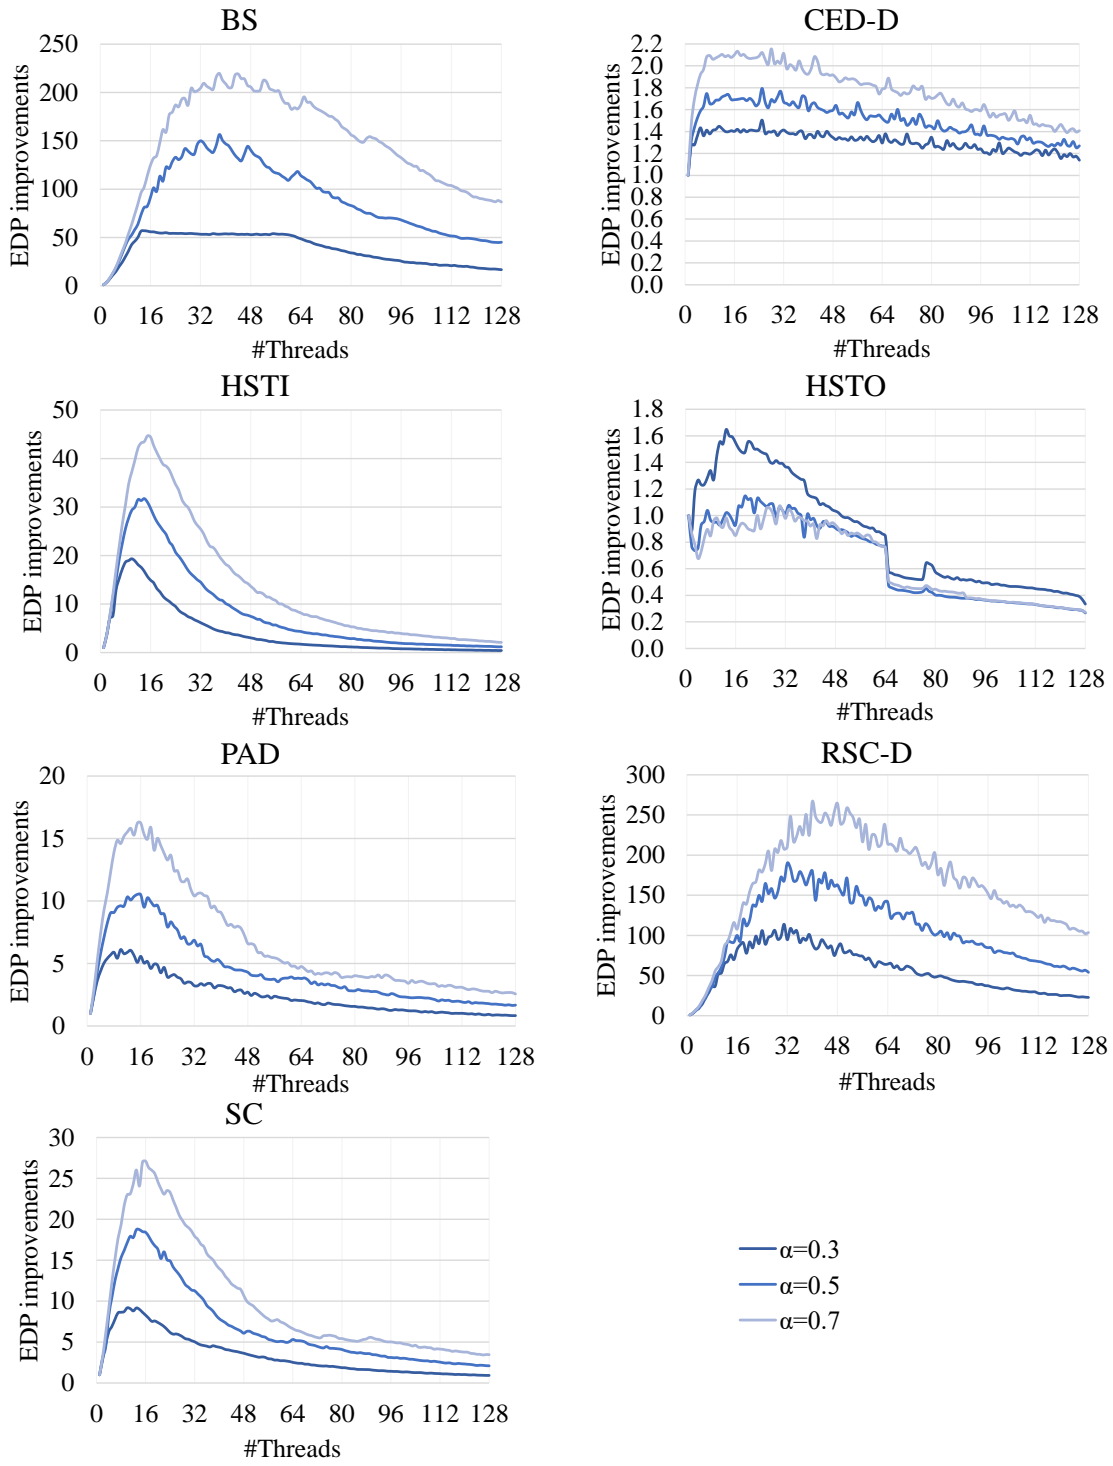 BS
EDP improvements
250
200
150
100
50
0
0 16 32 48 64 80 96 112 128
#Threads
CED-D
EDP improvements
2.2
2.0
1.8
1.6
1.4
1.2
1.0
0.8
0.6
0.4
0.2
0.0
0 16 32 48 64 80 96 112 128
#Threads
HSTI
EDP improvements
50
40
30
20
10
0
0 16 32 48 64 80 96 112 128
#Threads
HSTO
EDP improvements
1.8
1.6
1.4
1.2
1.0
0.8
0.6
0.4
0.2
0.0
0 16 32 48 64 80 96 112 128
#Threads
PAD
EDP improvements
20
15
10
5
0
0 16 32 48 64 80 96 112 128
#Threads
RSC-D
EDP improvements
300
250
200
150
100
50
0
0 16 32 48 64 80 96 112 128
#Threads
SC
EDP improvements
30
25
20
15
10
5
0
0 16 32 48 64 80 96 112 128
#Threads
α=0.3
α=0.5
α=0.7